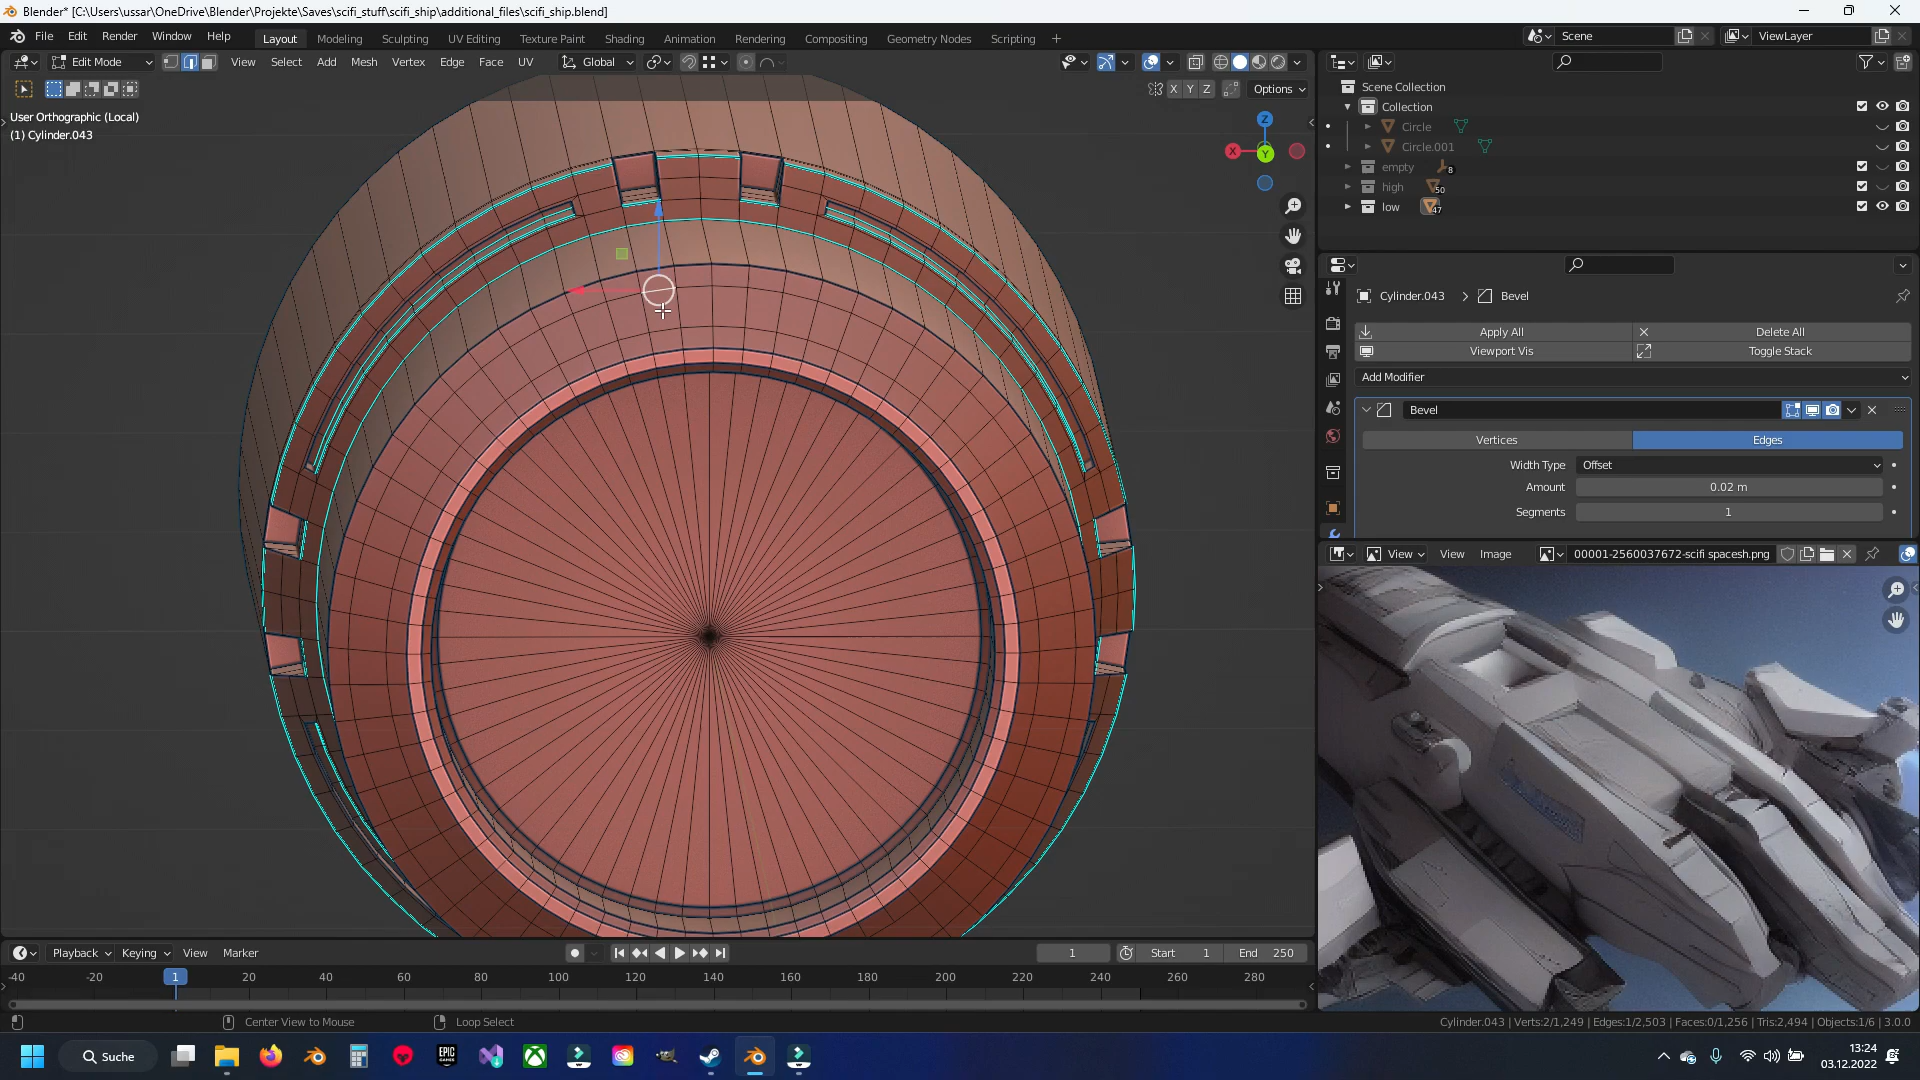 Blender* [C:\Users\ussar\OneDrive\Blender\Projekte\Saves\scifi_stuff\scifi_ship\additional_files\scifi_ship.blend]
File Edit Render Window Help Layout Modeling Sculpting UV Editing Texture Paint Shading Animation Rendering Compositing Geometry Nodes Scripting + Scene ViewLayer
Edit Mode View Select Add Mesh Vertex Edge Face UV Global
X Y Z Options
User Orthographic (Local)
(1) Cylinder.043
Z
X Y
Scene Collection
Collection
Circle
Circle.001
empty 8
high 50
low 47
Cylinder.043 > Bevel
Apply All Delete All
Viewport Vis Toggle Stack
Add Modifier
Bevel
Vertices Edges
Width Type Offset
Amount 0.02 m
Segments 1
View View Image 00001-2560037672-scifi spacesh.png
Playback Keying View Marker 1 Start 1 End 250
-40 -20 1 20 40 60 80 100 120 140 160 180 200 220 240 260 280
Center View to Mouse Loop Select Cylinder.043 | Verts:2/1,249 | Edges:1/2,503 | Faces:0/1,256 | Tris:2,494 | Objects:1/6 | 3.0.0
Suche EPIC GAMES 13:24
03.12.2022